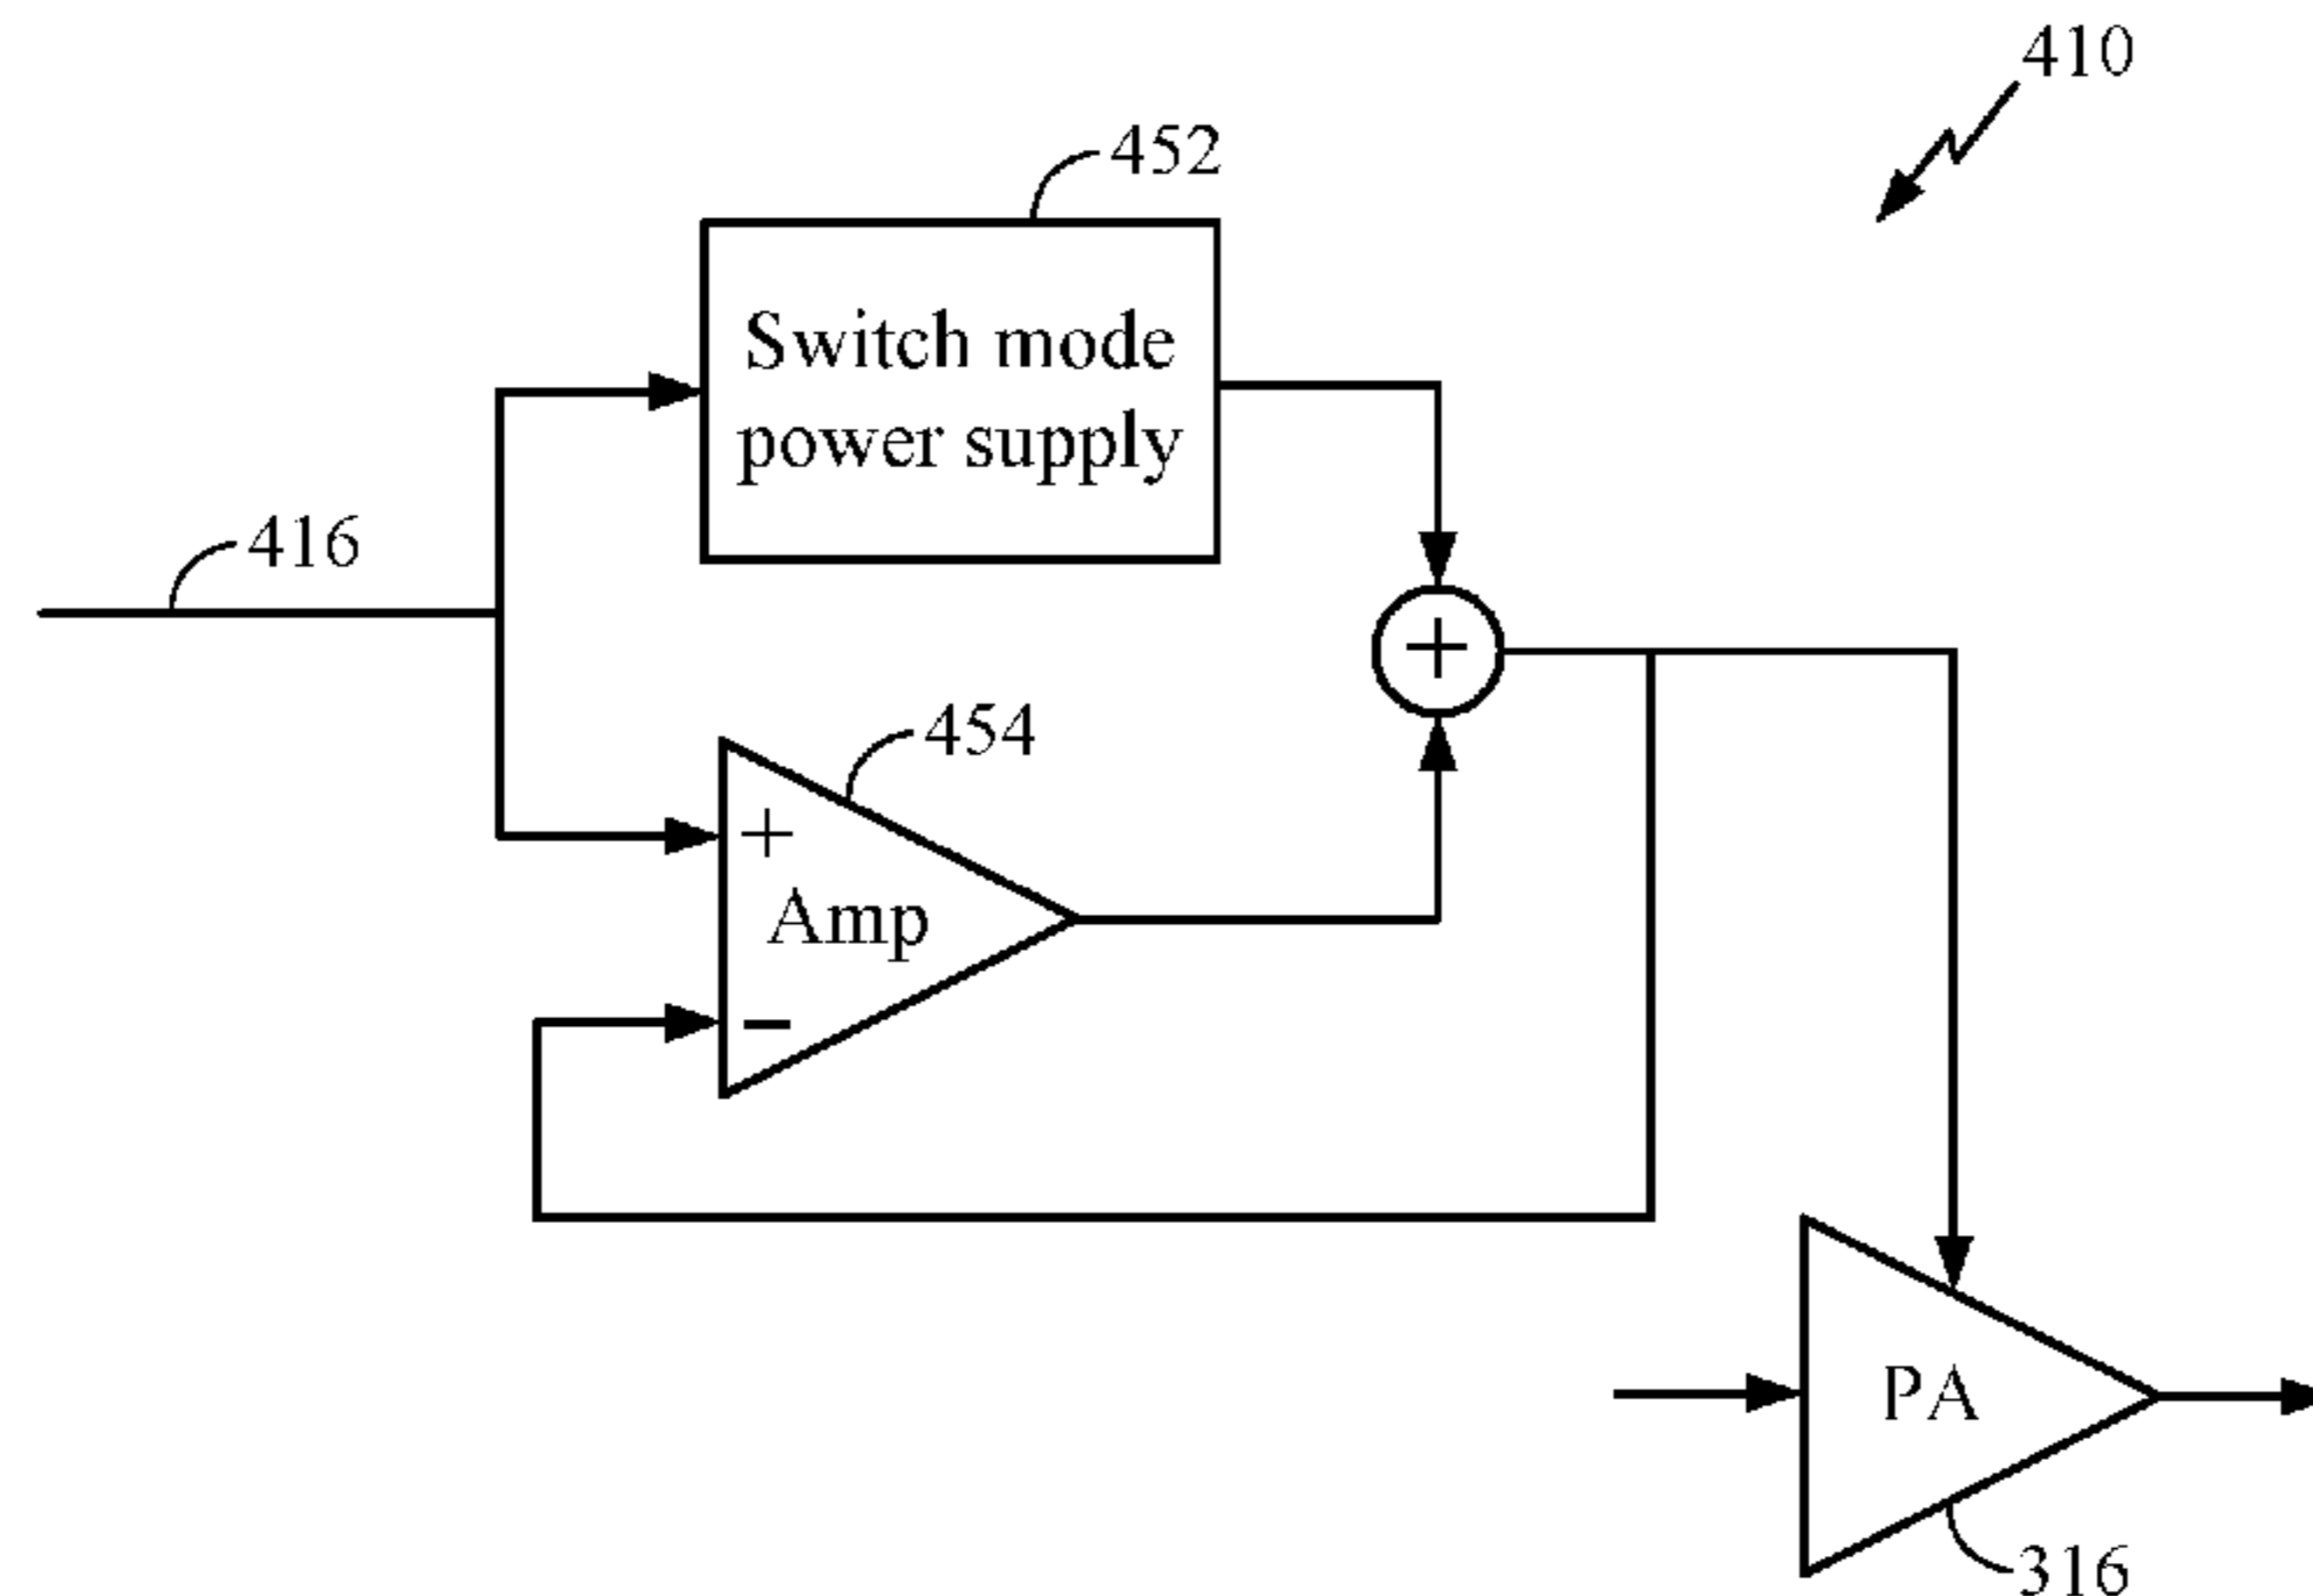 410
452
Switch mode
power supply
416
+
454
+
Amp
−
PA
316